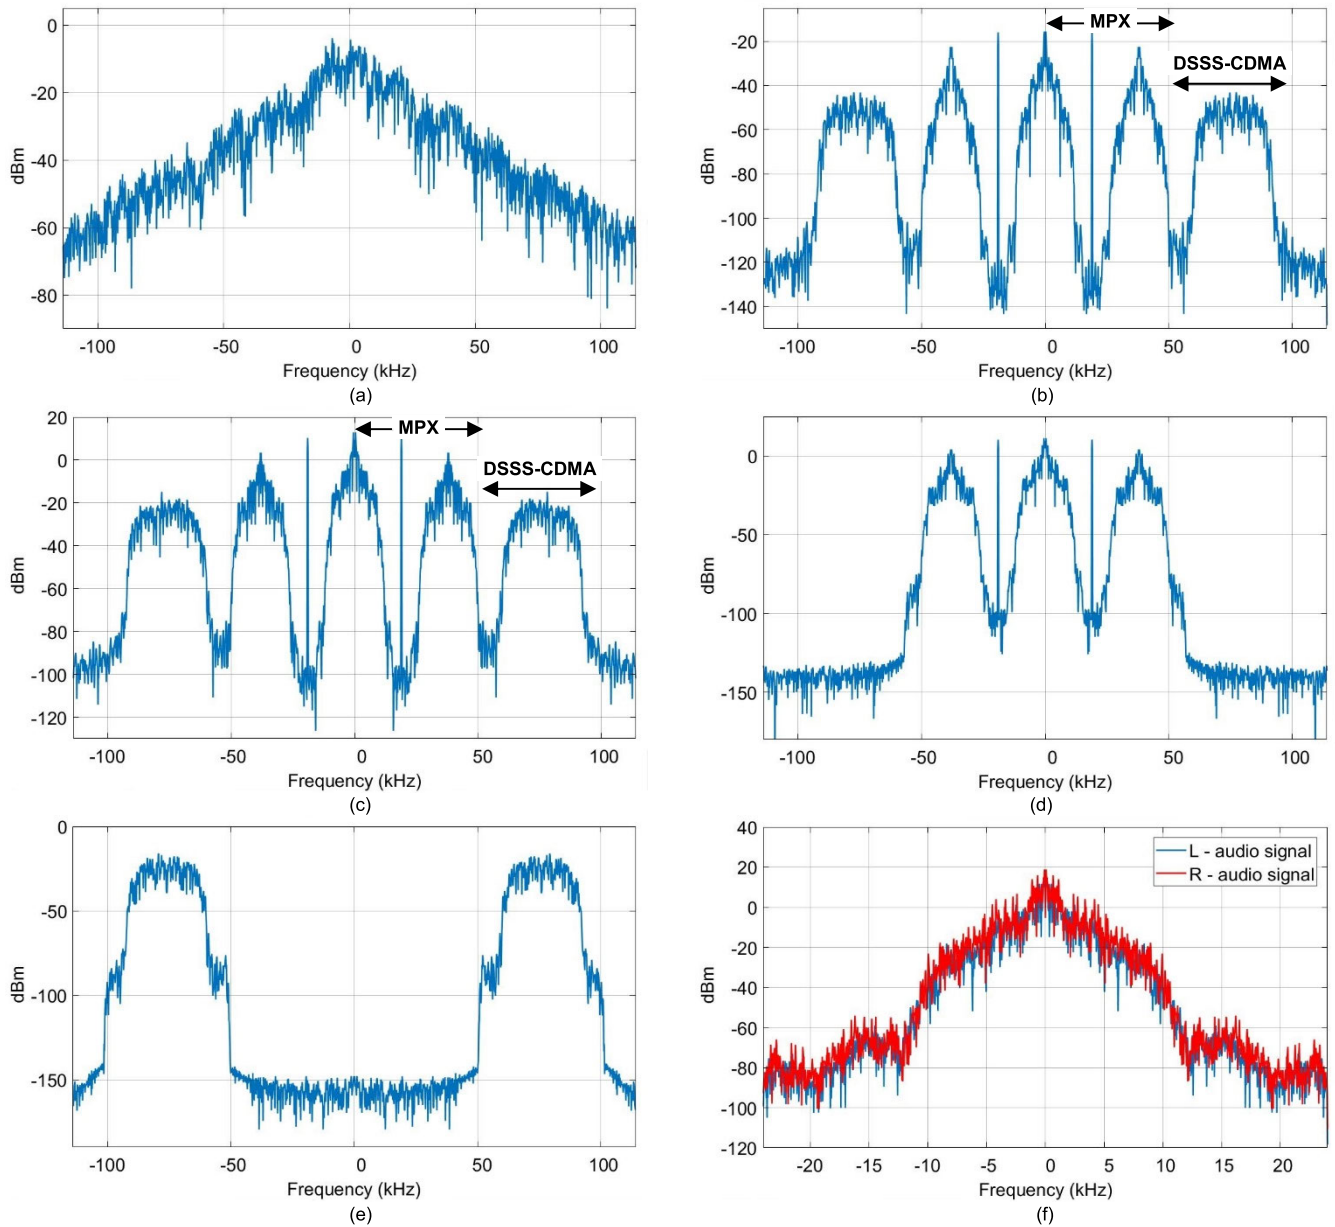 0
-20
-40
-60
-80
dBm
-100
-50
0
50
100
Frequency (kHz)
(a)
MPX
DSSS-CDMA
-20
-40
-60
-80
-100
-120
-140
dBm
-100
-50
0
50
100
Frequency (kHz)
(b)
20
0
-20
-40
-60
-80
-100
-120
dBm
MPX
DSSS-CDMA
-100
-50
0
50
100
Frequency (kHz)
(c)
0
-50
-100
-150
dBm
-100
-50
0
50
100
Frequency (kHz)
(d)
0
-50
-100
-150
dBm
-100
-50
0
50
100
Frequency (kHz)
(e)
40
20
0
-20
-40
-60
-80
-100
-120
dBm
L - audio signal
R - audio signal
-20
-15
-10
-5
0
5
10
15
20
Frequency (kHz)
(f)